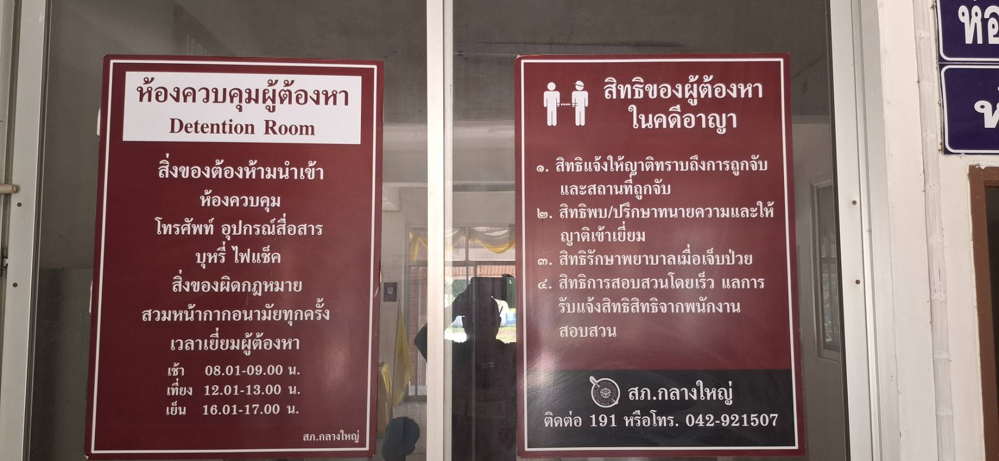 ห้องควบคุมผู้ต้องหา
Detention Room
สิ่งของต้องห้ามนำเข้า
ห้องควบคุม
โทรศัพท์ อุปกรณ์สื่อสาร
บุหรี่ ไฟแช็ค
สิ่งของผิดกฎหมาย
สวมหน้ากากอนามัยทุกครั้ง
เวลาเยี่ยมผู้ต้องหา
เช้า 08.01-09.00 น.
เที่ยง 12.01-13.00 น.
เย็น 16.01-17.00 น.
สภ.กลางใหญ่
สิทธิของผู้ต้องหา
ในคดีอาญา
๑. สิทธิแจ้งให้ญาติทราบถึงการถูกจับ
และสถานที่ถูกจับ
๒. สิทธิพบ/ปรึกษาทนายความและให้
ญาติเข้าเยี่ยม
๓. สิทธิรักษาพยาบาลเมื่อเจ็บป่วย
๔. สิทธิการสอบสวนโดยเร็ว แลการ
รับแจ้งสิทธิสิทธิจากพนักงาน
สอบสวน
สภ.กลางใหญ่
ติดต่อ 191 หรือโทร. 042-921507